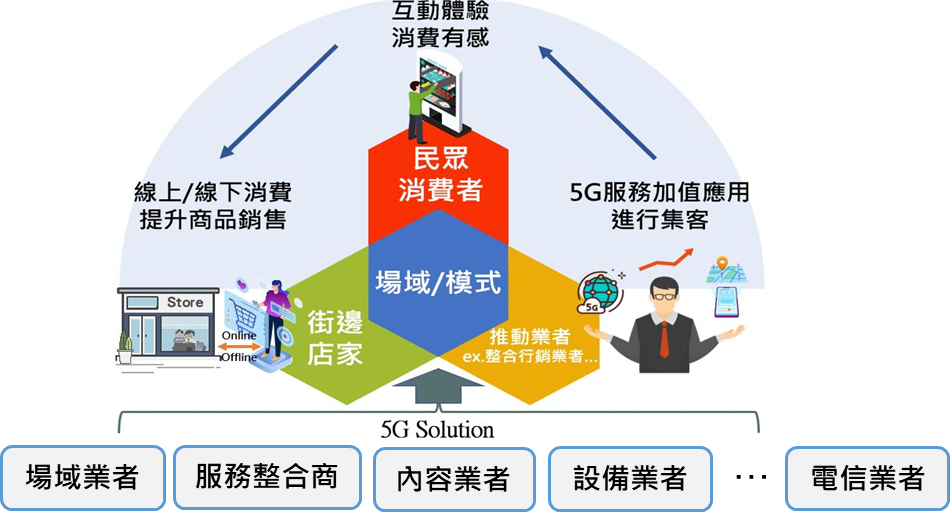 互動體驗
消費有感
線上/線下消費
提升商品銷售
5G服務加值應用
進行集客
民眾
消費者
場域/模式
街邊
店家
推動業者
ex.整合行銷業者...
Store
Online
Offline
5G
5G Solution
場域業者
服務整合商
內容業者
設備業者
…
電信業者